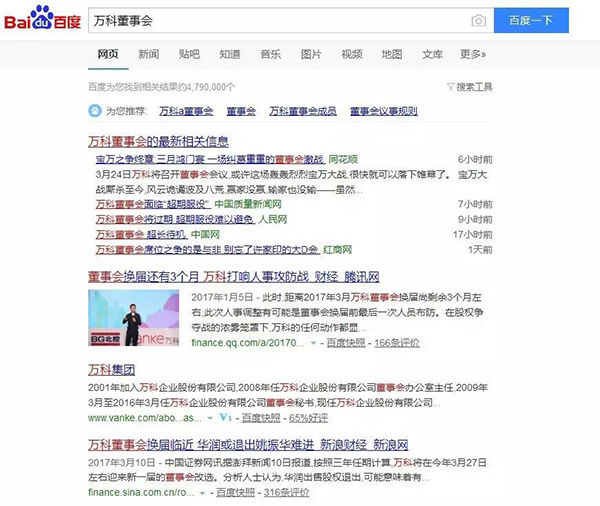 Bai du 百度
万科董事会
百度一下
网页 新闻 贴吧 知道 音乐 图片 视频 地图 文库 更多»
百度为您找到相关结果约4,790,000个 搜索工具
为您推荐: 万科a董事会 董事会 万科董事会成员 董事会议事规则
万科董事会的最新相关信息
宝万之争终章:三月鸿门宴 一场纠葛重重的董事会激战 同花顺 6小时前
3月24日万科将召开董事会会议,或许这场轰轰烈烈宝万大战,很快就可以落下帷幕了。 宝万大
战厮杀至今,风云诡谲波及八荒,赢家没赢,输家也没输——虽然...
万科董事会面临“超期服役” 中国质量新闻网 7小时前
万科董事会将过期 超期服役难以避免 人民网 9小时前
万科董事会 超长待机 中国网 17小时前
万科董事会席位之争的是与非 别忘了许家印的大D会 红商网 1天前
董事会换届还有3个月 万科打响人事攻防战_财经_腾讯网
2017年1月5日 - 此时,距离2017年3月万科董事会换届尚剩余3个月左
右,此次人事调整有可能是董事会换届前最后一次人员布防。在股权争
夺战的浓雾笼罩下,万科的任何动作都显...
finance.qq.com/a/20170... - 百度快照 - 166条评价
BG北控 vanke 万科
万科集团
2001年加入万科企业股份有限公司,2008年任万科企业股份有限公司董事会办公室主任,2009年
3月至2016年3月任万科企业股份有限公司董事会秘书,现任万科企业股份有限公司...
www.vanke.com/abo...as... V1 - 百度快照 - 65%好评
万科董事会换届临近 华润或退出姚振华难进_新浪财经_新浪网
2017年3月10日 - 中国证券网讯据澎拜新闻10日报道,按照三年任期计算,万科将在今年3月27日
左右迎来新一届的董事会改选。分析人士认为,华润出售股权退出,可能意味着有...
finance.sina.com.cn/ro... - 百度快照 - 316条评价